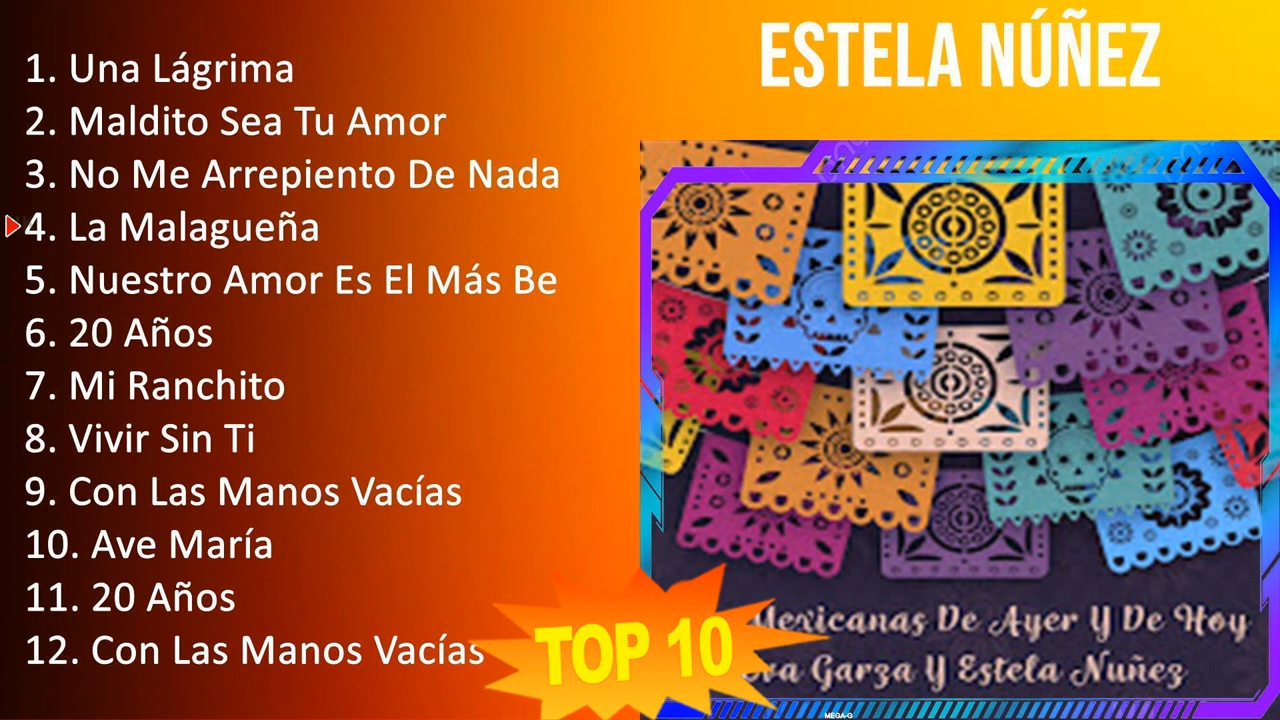 ESTELA NÚÑEZ
1. Una Lágrima
2. Maldito Sea Tu Amor
3. No Me Arrepiento De Nada
4. La Malagueña
5. Nuestro Amor Es El Más Be
6. 20 Años
7. Mi Ranchito
8. Vivir Sin Ti
9. Con Las Manos Vacías
10. Ave María
11. 20 Años
12. Con Las Manos Vacías
TOP 10
Mexicanas De Ayer Y De Hoy
Garza Y Estela Nuñez
MEGA-G